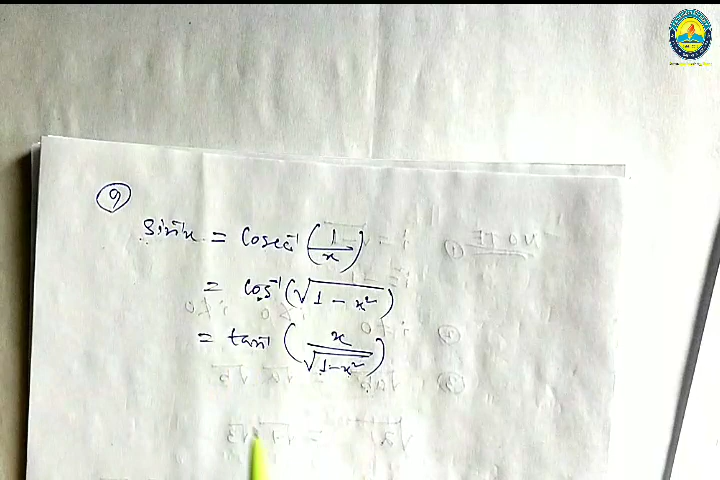 9
sin⁻¹x = cosec⁻¹(1/x)
= cos⁻¹(√(1 - x²))
= tan⁻¹(x/√(1-x²))